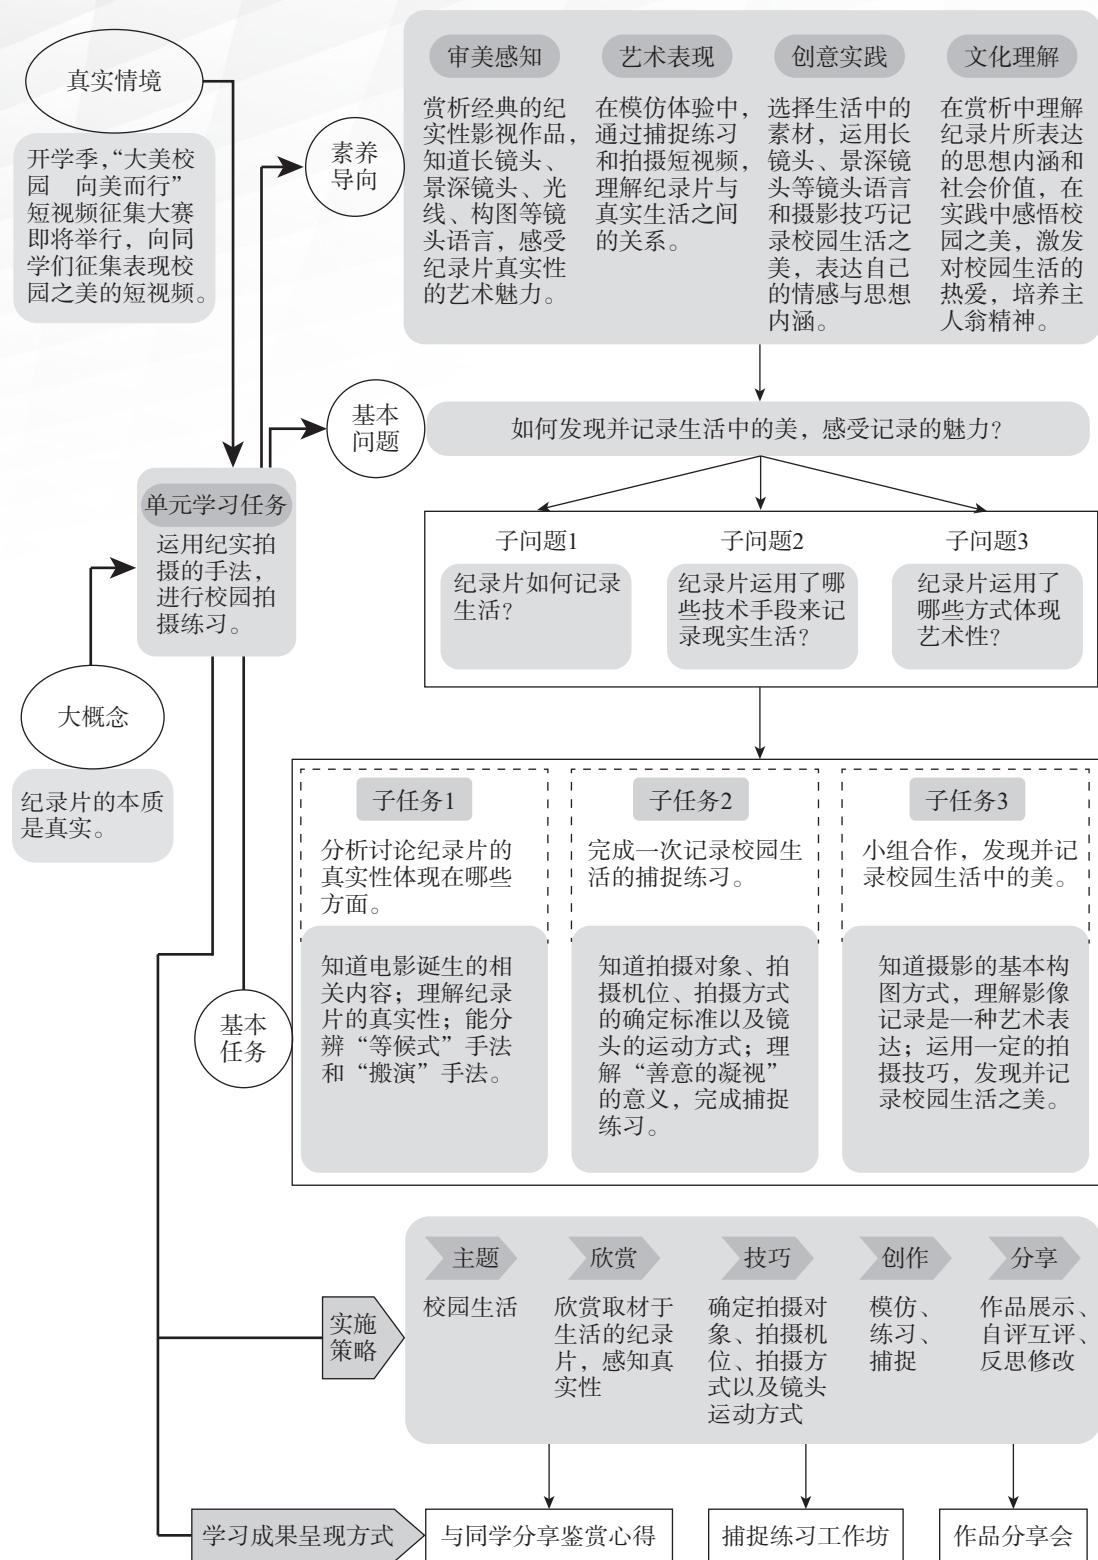 真实情境
开学季，“大美校
园　向美而行”
短视频征集大赛
即将举行，向同
学们征集表现校
园之美的短视频。
素养
导向
审美感知
赏析经典的纪
实性影视作品，
知道长镜头、
景深镜头、光
线、构图等镜
头语言，感受
纪录片真实性
的艺术魅力。
艺术表现
在模仿体验中，
通过捕捉练习
和拍摄短视频，
理解纪录片与
真实生活之间
的关系。
创意实践
选择生活中的
素材，运用长
镜头、景深镜
头等镜头语言
和摄影技巧记
录校园生活之
美，表达自己
的情感与思想
内涵。
文化理解
在赏析中理解
纪录片所表达
的思想内涵和
社会价值，在
实践中感悟校
园之美，激发
对校园生活的
热爱，培养主
人翁精神。
基本
问题
如何发现并记录生活中的美，感受记录的魅力？
单元学习任务
运用纪实拍
摄的手法，
进行校园拍
摄练习。
子问题1
纪录片如何记录
生活？
子问题2
纪录片运用了哪
些技术手段来记
录现实生活？
子问题3
纪录片运用了
哪些方式体现
艺术性？
大概念
纪录片的本质
是真实。
基本
任务
子任务1
分析讨论纪录片的
真实性体现在哪些
方面。
知道电影诞生的相
关内容；理解纪录
片的真实性；能分
辨“等候式”手法
和“搬演”手法。
子任务2
完成一次记录校园生
活的捕捉练习。
知道拍摄对象、拍
摄机位、拍摄方式
的确定标准以及镜
头的运动方式；理
解“善意的凝视”
的意义，完成捕捉
练习。
子任务3
小组合作，发现并记
录校园生活中的美。
知道摄影的基本构
图方式，理解影像
记录是一种艺术表
达；运用一定的拍
摄技巧，发现并记
录校园生活之美。
实施
策略
主题
校园生活
欣赏
欣赏取材于
生活的纪录
片，感知真
实性
技巧
确定拍摄对
象、拍摄机
位、拍摄方
式以及镜头
运动方式
创作
模仿、
练习、
捕捉
分享
作品展示、
自评互评、
反思修改
学习成果呈现方式
与同学分享鉴赏心得
捕捉练习工作坊
作品分享会